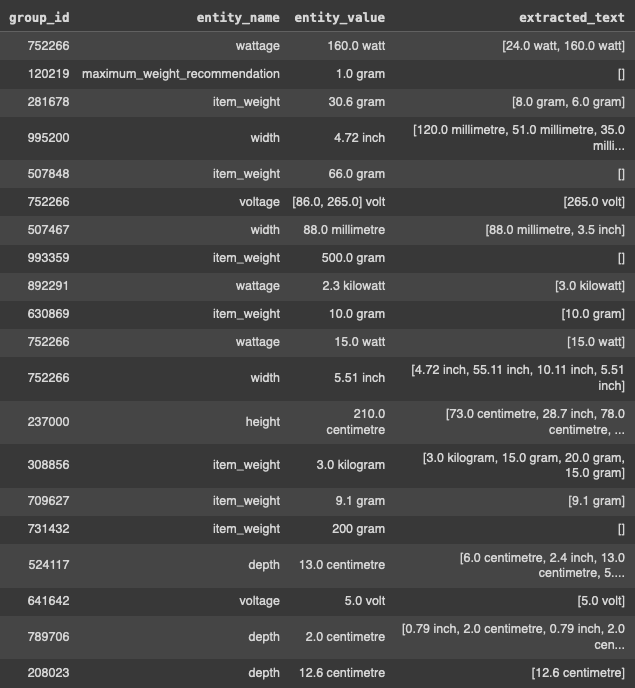 group_id entity_name entity_value extracted_text
752266 wattage 160.0 watt [24.0 watt, 160.0 watt]
120219 maximum_weight_recommendation 1.0 gram []
281678 item_weight 30.6 gram [8.0 gram, 6.0 gram]
995200 width 4.72 inch [120.0 millimetre, 51.0 millimetre, 35.0
milli...
507848 item_weight 66.0 gram []
752266 voltage [86.0, 265.0] volt [265.0 volt]
507467 width 88.0 millimetre [88.0 millimetre, 3.5 inch]
993359 item_weight 500.0 gram []
892291 wattage 2.3 kilowatt [3.0 kilowatt]
630869 item_weight 10.0 gram [10.0 gram]
752266 wattage 15.0 watt [15.0 watt]
752266 width 5.51 inch [4.72 inch, 55.11 inch, 10.11 inch, 5.51
inch]
237000 height 210.0
centimetre [73.0 centimetre, 28.7 inch, 78.0
centimetre, ...
308856 item_weight 3.0 kilogram [3.0 kilogram, 15.0 gram, 20.0 gram,
15.0 gram]
709627 item_weight 9.1 gram [9.1 gram]
731432 item_weight 200 gram []
524117 depth 13.0 centimetre [6.0 centimetre, 2.4 inch, 13.0
centimetre, 5....
641642 voltage 5.0 volt [5.0 volt]
789706 depth 2.0 centimetre [0.79 inch, 2.0 centimetre, 0.79 inch, 2.0
cen...
208023 depth 12.6 centimetre [12.6 centimetre]